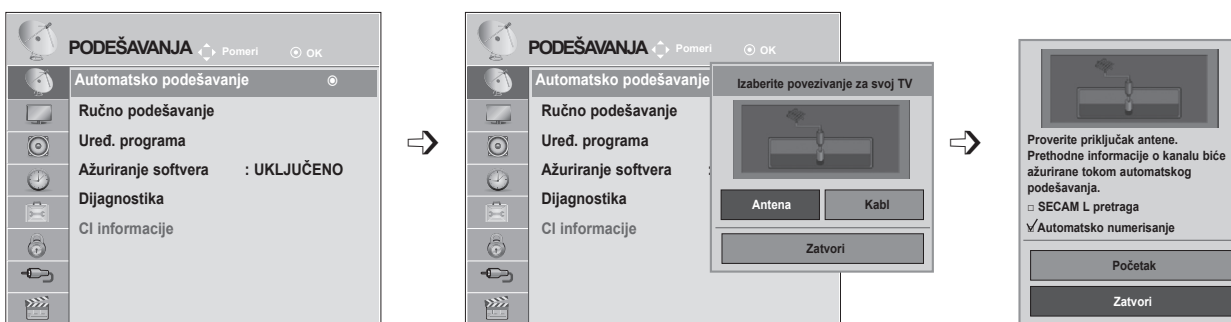 PODEŠAVANJA Pomeri OK
Automatsko podešavanje
Ručno podešavanje
Uređ. programa
Ažuriranje softvera : UKLJUČENO
Dijagnostika
CI informacije
PODEŠAVANJA Pomeri OK
Automatsko podešavanje
Ručno podešavanje
Uređ. programa
Ažuriranje softvera :
Dijagnostika
CI informacije
Izaberite povezivanje za svoj TV
Antena Kabl
Zatvori
Proverite priključak antene.
Prethodne informacije o kanalu biće
ažurirane tokom automatskog
podešavanja.
SECAM L pretraga
Automatsko numerisanje
Početak
Zatvori